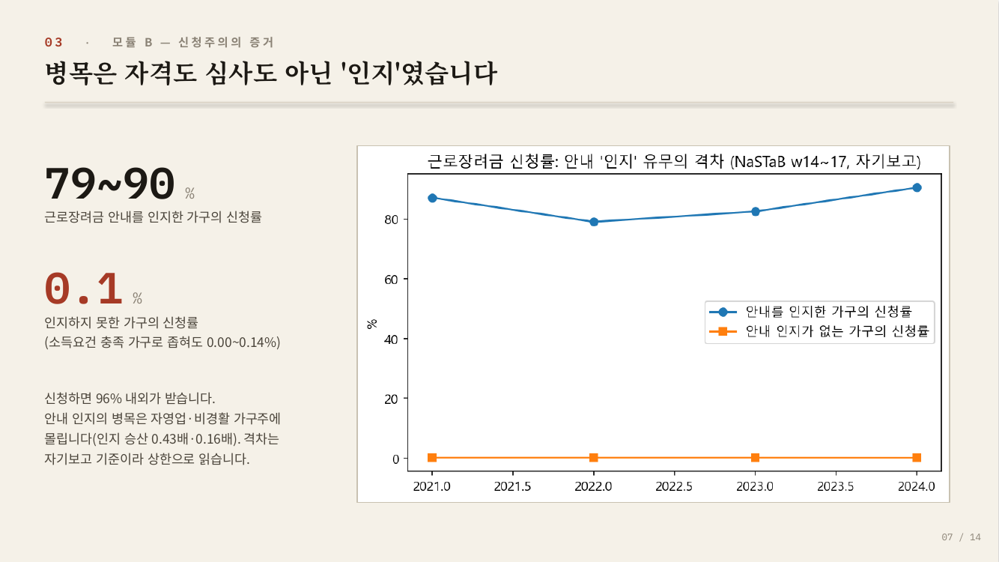 03 · 모듈 B — 신청주의의 증거
병목은 자격도 심사도 아닌 '인지'였습니다
79~90 %
근로장려금 안내를 인지한 가구의 신청률
0.1 %
인지하지 못한 가구의 신청률
(소득요건 충족 가구로 좁혀도 0.00~0.14%)
신청하면 96% 내외가 받습니다.
안내 인지의 병목은 자영업·비경활 가구주에
몰립니다(인지 승산 0.43배·0.16배). 격차는
자기보고 기준이라 상한으로 읽습니다.
근로장려금 신청률: 안내 '인지' 유무의 격차 (NaSTaB w14~17, 자기보고)
%
80
60
40
20
0
안내를 인지한 가구의 신청률
안내 인지가 없는 가구의 신청률
2021.0 2021.5 2022.0 2022.5 2023.0 2023.5 2024.0
07 / 14